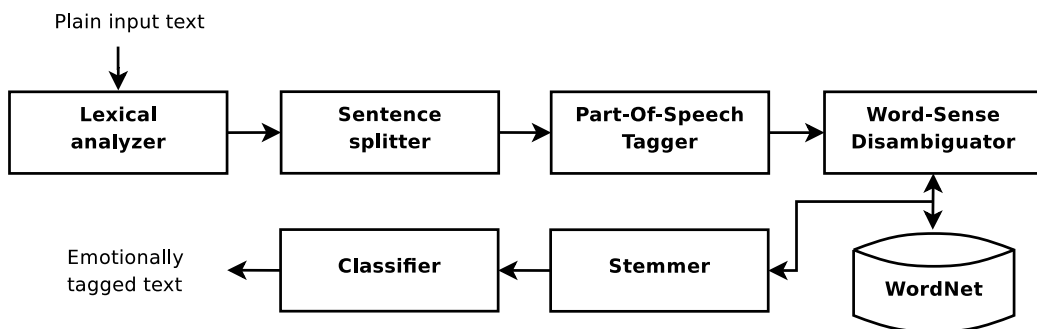 Plain input text
Lexical
analyzer
Sentence
splitter
Part-Of-Speech
Tagger
Word-Sense
Disambiguator
Emotionally
tagged text
Classifier
Stemmer
WordNet